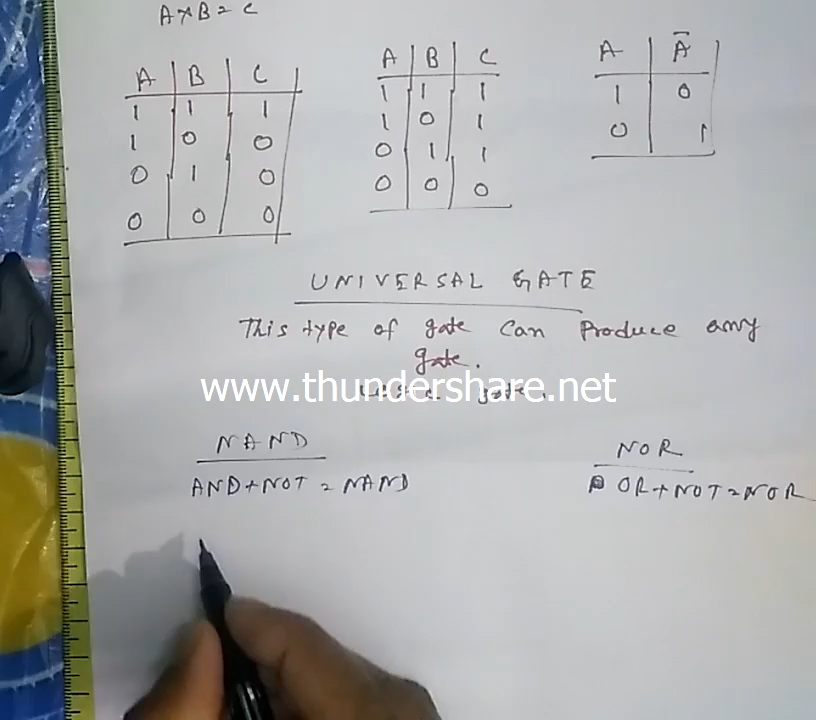 A × B = C
A B C
1 1 1
1 0 0
0 1 0
0 0 0
A B C
1 1 1
1 0 1
0 1 1
0 0 0
A Ā
1 0
0 1
UNIVERSAL GATE
This type of gate can produce any
gate.
www.thundershare.net
gate.
NAND
AND+NOT = NAND
NOR
OR+NOT=NOR